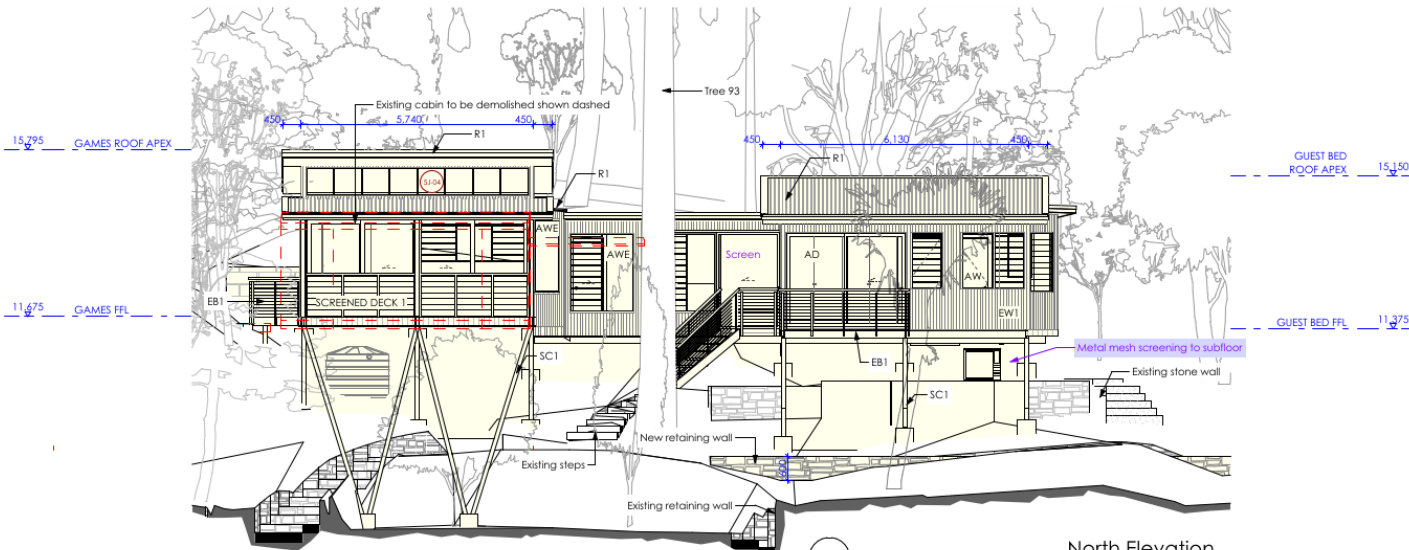 Tree 93
Existing cabin to be demolished shown dashed
450
5,740
450
R1
15,795
GAMES ROOF APEX
450
6,130
450
R1
GUEST BED
ROOF APEX
15,150
SJ-04
R1
AWE
AWE
Screen
AD
AW
EB1
SCREENED DECK 1
EW1
11,675
GAMES FFL
GUEST BED FFL
11,375
Metal mesh screening to subfloor
SC1
EB1
Existing stone wall
SC1
New retaining wall
Existing steps
600
Existing retaining wall
North Elevation